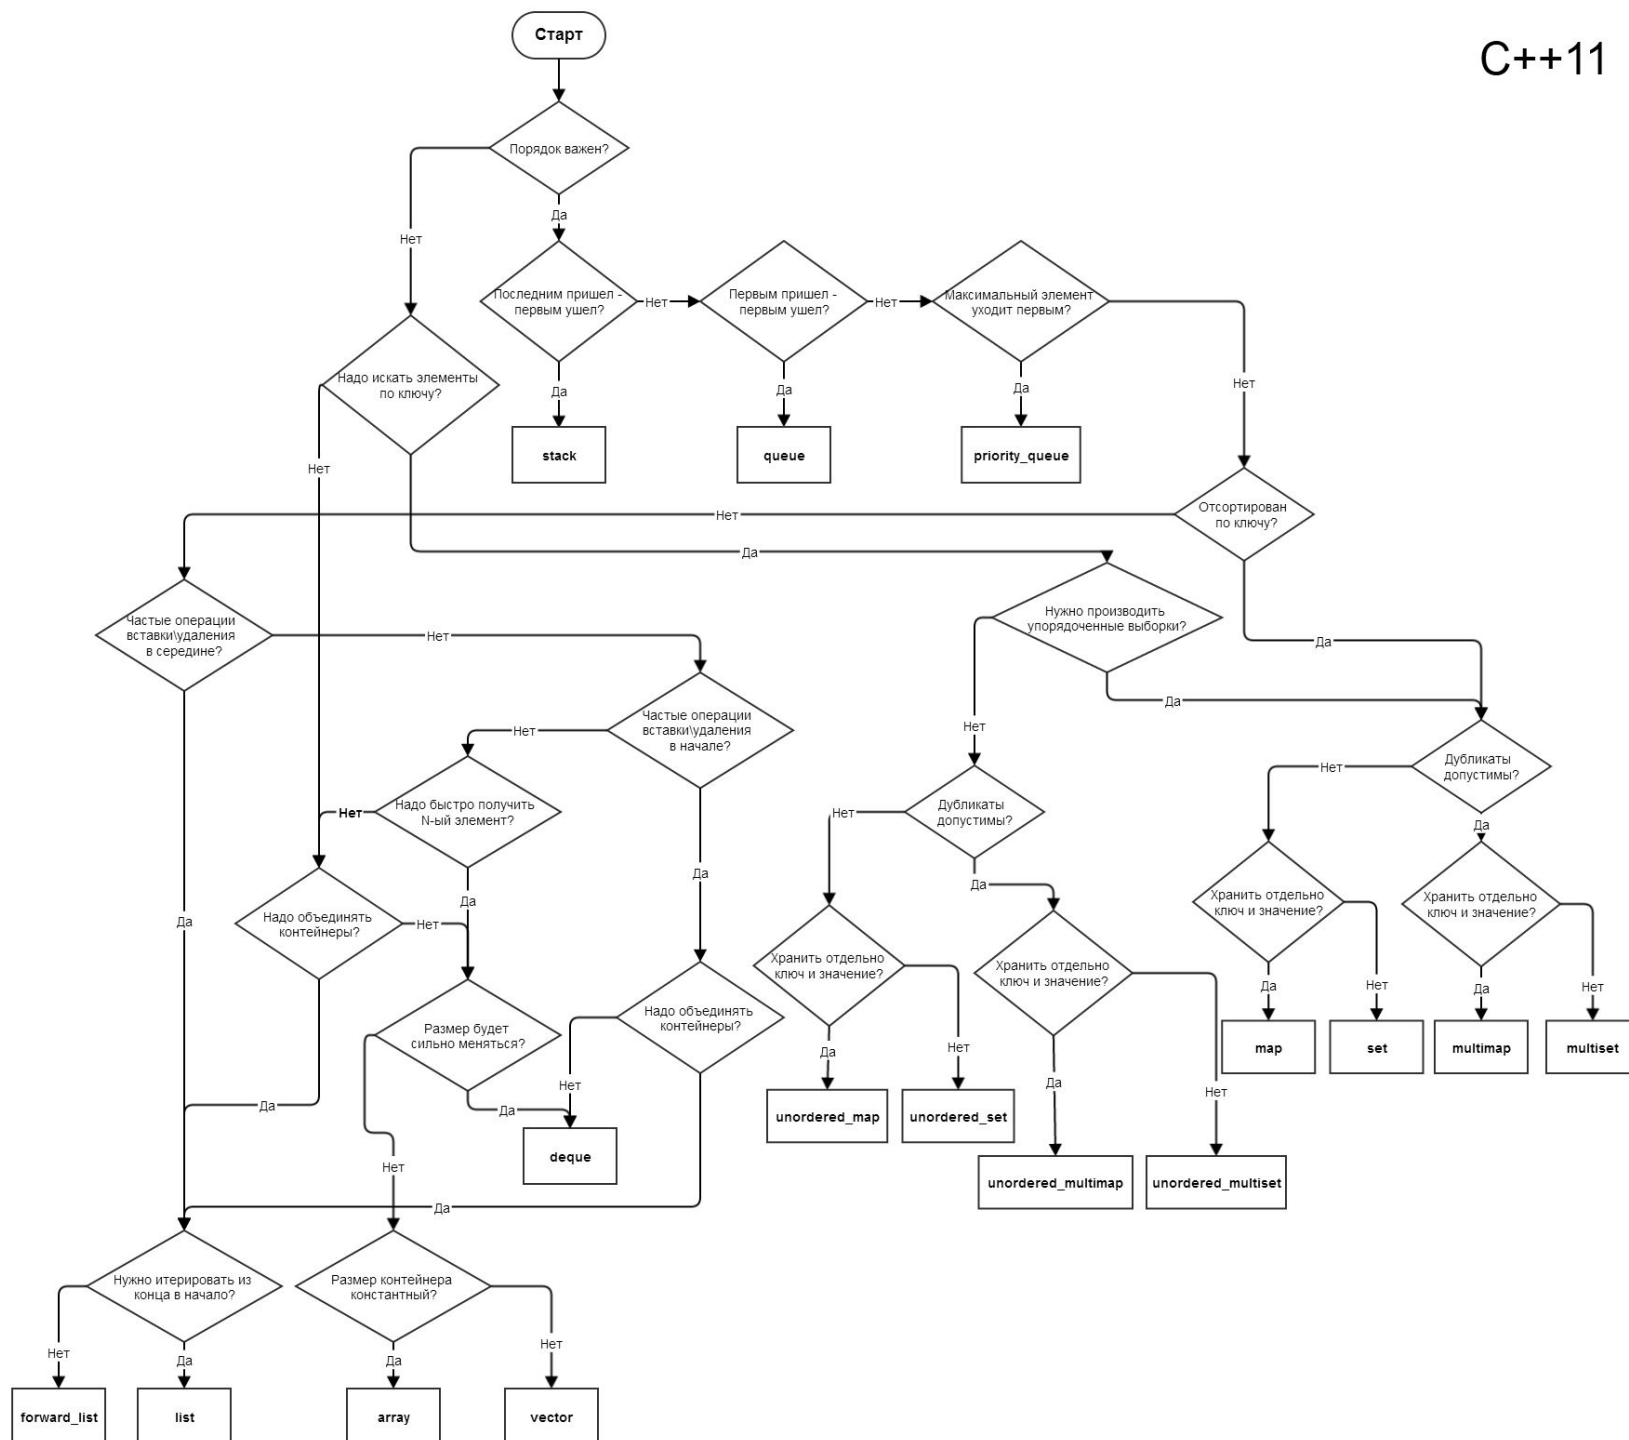 Старт
C++11
Порядок важен?
Да
Нет
Последним пришел -
первым ушел?
Нет
Первым пришел -
первым ушел?
Нет
Максимальный элемент
уходит первым?
Надо искать элементы
по ключу?
Да
Да
Да
Нет
stack
queue
priority_queue
Нет
Отсортирован
по ключу?
Нет
Да
Частые операции
вставки\удаления
в середине?
Нет
Нужно производить
упорядоченные выборки?
Да
Да
Частые операции
вставки\удаления
в начале?
Нет
Нет
Дубликаты
допустимы?
Нет
Надо быстро получить
N-ый элемент?
Нет
Дубликаты
допустимы?
Нет
Да
Да
Да
Да
Хранить отдельно
ключ и значение?
Хранить отдельно
ключ и значение?
Да
Надо объединять
контейнеры?
Нет
Хранить отдельно
ключ и значение?
Хранить отдельно
ключ и значение?
Да
Нет
Да
Нет
Надо объединять
контейнеры?
Размер будет
сильно меняться?
Да
Нет
map
set
multimap
multiset
Да
Нет
Нет
Да
Да
Нет
unordered_map
unordered_set
deque
Нет
unordered_multimap
unordered_multiset
Да
Нужно итерировать из
конца в начало?
Размер контейнера
константный?
Нет
Да
Да
Нет
forward_list
list
array
vector